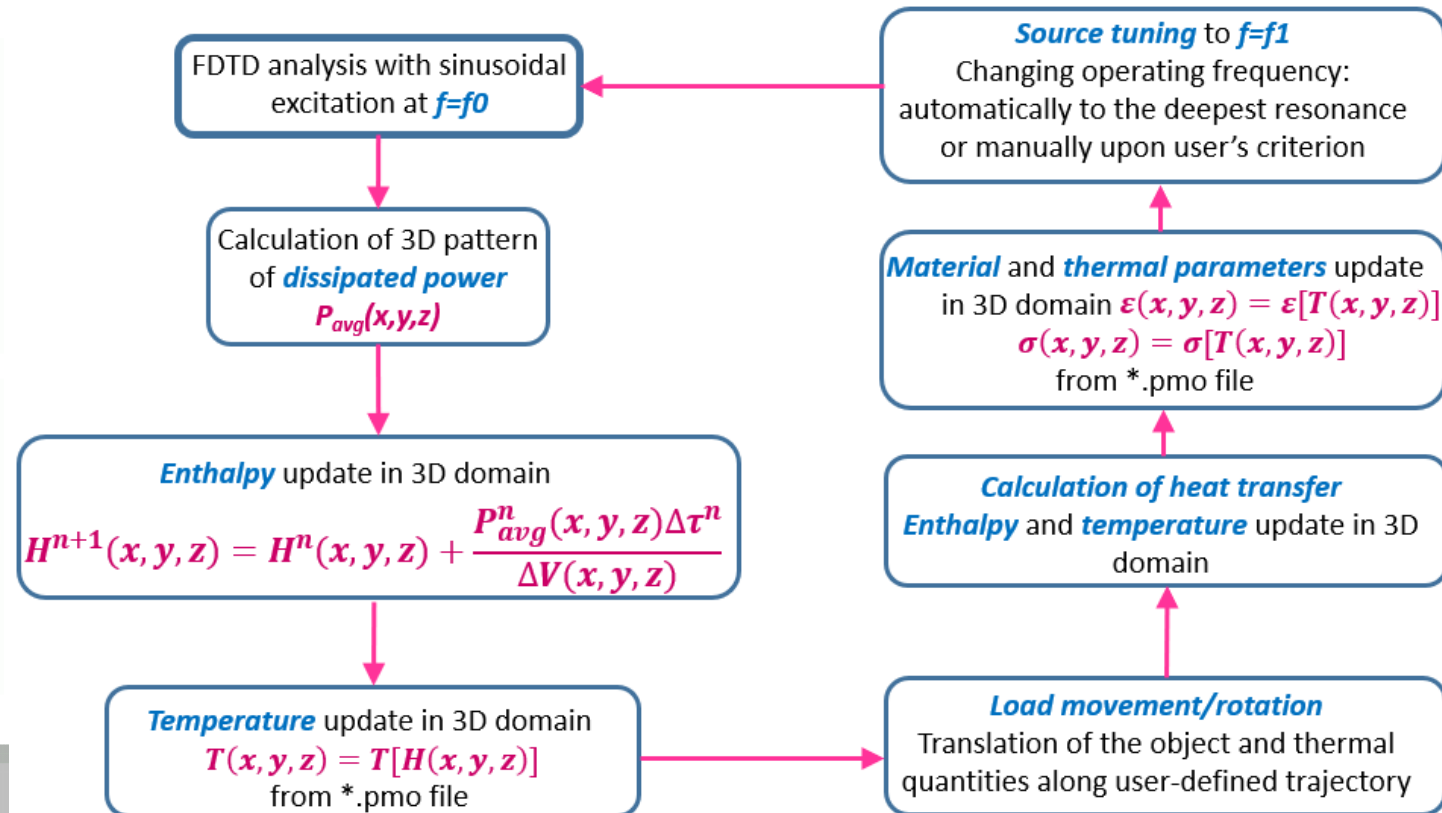 FDTD analysis with sinusoidal
excitation at f=f0
Calculation of 3D pattern
of dissipated power
Pavg(x,y,z)
Enthalpy update in 3D domain
H^{n+1}(x, y, z) = H^n(x, y, z) + \frac{P^n_{avg}(x, y, z)Δτ^n}{ΔV(x, y, z)}
Temperature update in 3D domain
T(x, y, z) = T[H(x, y, z)]
from *.pmo file
Load movement/rotation
Translation of the object and thermal
quantities along user-defined trajectory
Calculation of heat transfer
Enthalpy and temperature update in 3D
domain
Material and thermal parameters update
in 3D domain ε(x, y, z) = ε[T(x, y, z)]
σ(x, y, z) = σ[T(x, y, z)]
from *.pmo file
Source tuning to f=f1
Changing operating frequency:
automatically to the deepest resonance
or manually upon user’s criterion